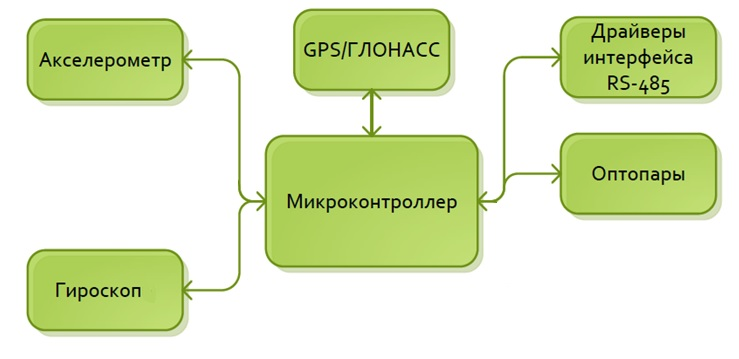 Акселерометр
GPS/ГЛОНАСС
Драйверы
интерфейса
RS-485
Микроконтроллер
Оптопары
Гироскоп